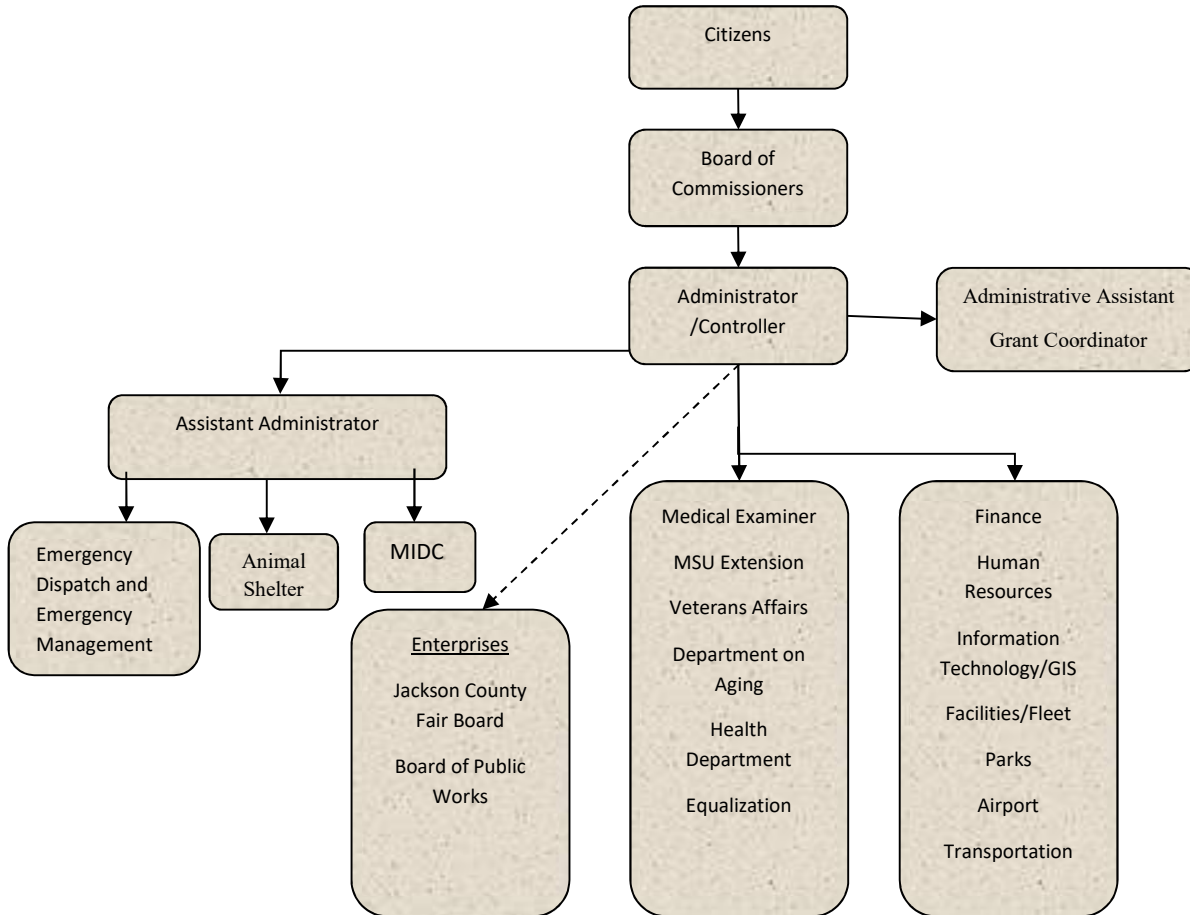 Citizens
Board of
Commissioners
Administrator
/Controller
Administrative Assistant
Grant Coordinator
Assistant Administrator
Emergency
Dispatch and
Emergency
Management
Animal
Shelter
MIDC
Enterprises
Jackson County
Fair Board
Board of Public
Works
Medical Examiner
MSU Extension
Veterans Affairs
Department on
Aging
Health
Department
Equalization
Finance
Human
Resources
Information
Technology/GIS
Facilities/Fleet
Parks
Airport
Transportation